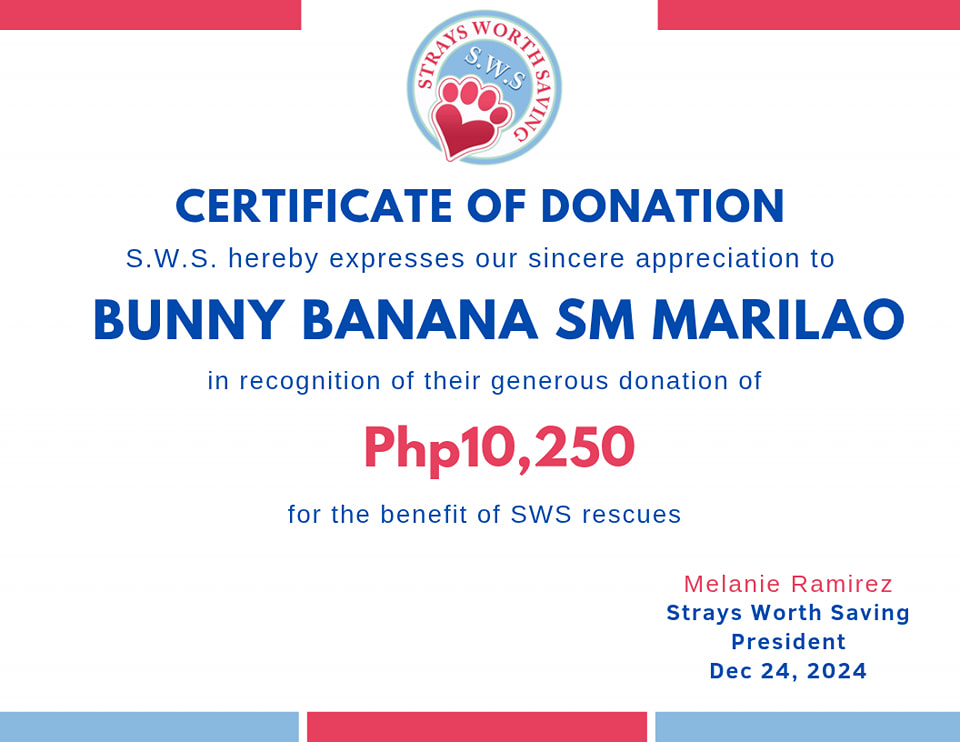 STRAYS WORTH SAVING
S.W.S
CERTIFICATE OF DONATION
S.W.S. hereby expresses our sincere appreciation to
BUNNY BANANA SM MARILAO
in recognition of their generous donation of
Php10,250
for the benefit of SWS rescues
Melanie Ramirez
Strays Worth Saving
President
Dec 24, 2024